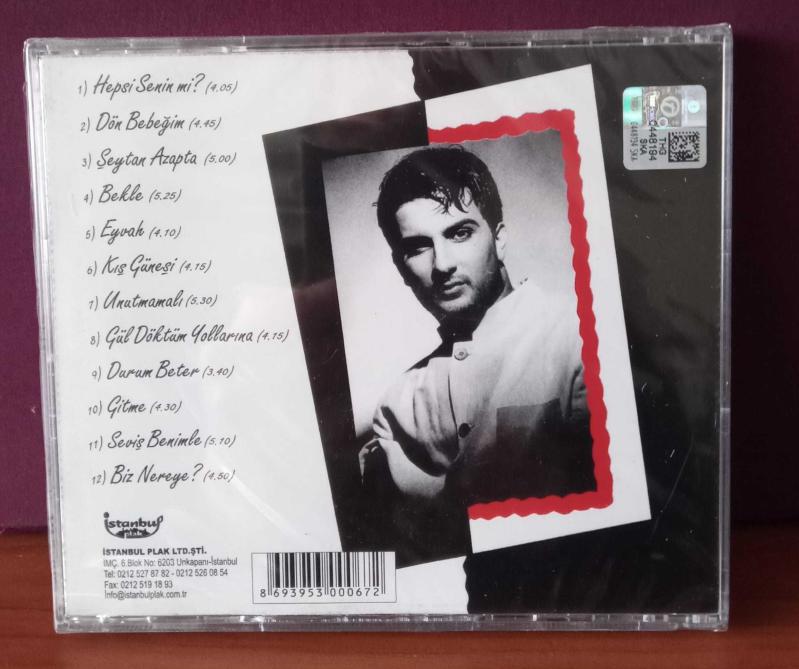 1) Hepsi Senin mi? (4.05)
2) Dön Bebeğim (4.45)
3) Şeytan Azapta (5.00)
4) Bekle (5.25)
5) Eyvah (4.10)
6) Kış Güneşi (4.15)
7) Unutmamalı (5.30)
8) Gül Döktüm Yollarına (4.15)
9) Durum Beter (3.40)
10) Gitme (4.30)
11) Seviş Benimle (5.10)
12) Biz Nereye? (4.50)
istanbul
plak
İSTANBUL PLAK LTD.ŞTİ.
İMÇ. 6.Blok No: 6203 Unkapanı-İstanbul
Tel: 0212 527 87 82 - 0212 526 08 54
Fax: 0212 519 18 93
İnfo@istanbulplak.com.tr
8 693953 000672
THG
0448194
SKA